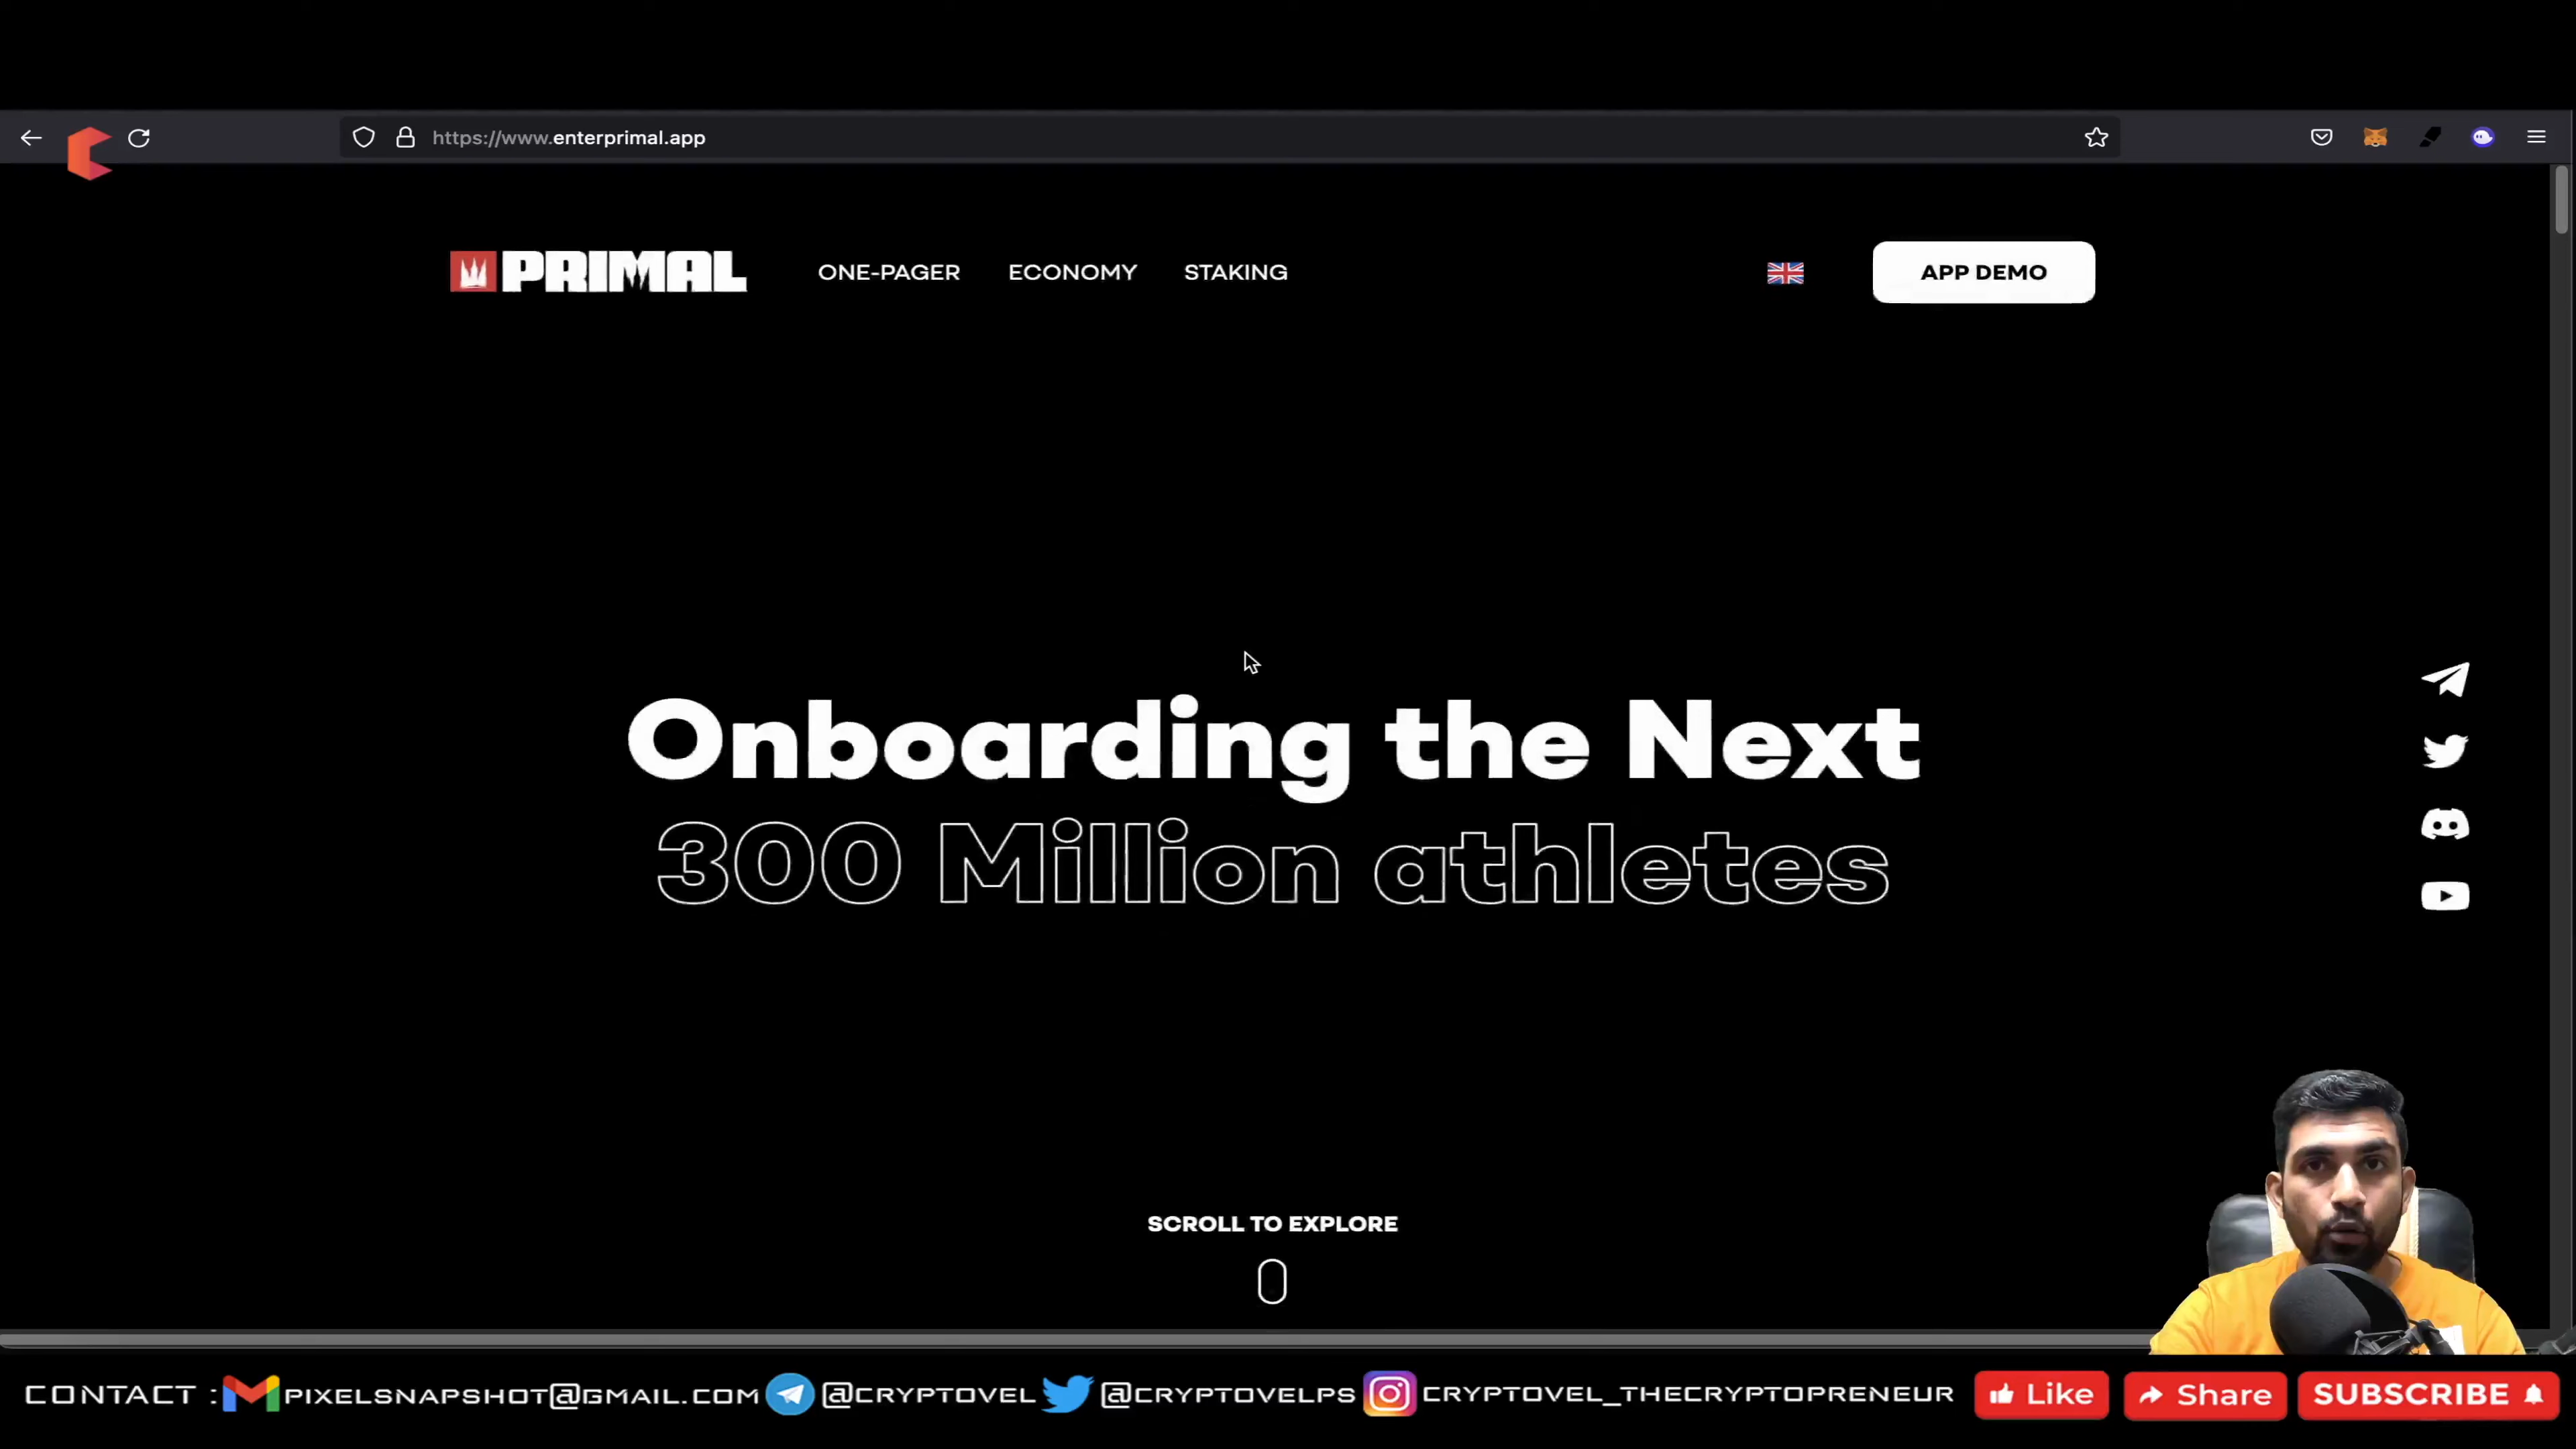 https://www.enterprimal.app
PRIMAL ONE-PAGER ECONOMY STAKING APP DEMO
Onboarding the Next
300 Million athletes
SCROLL TO EXPLORE
CONTACT : PIXELSNAPSHOT@GMAIL.COM @CRYPTOVEL @CRYPTOVELPS CRYPTOVEL_THECRYPTOPRENEUR Like Share SUBSCRIBE